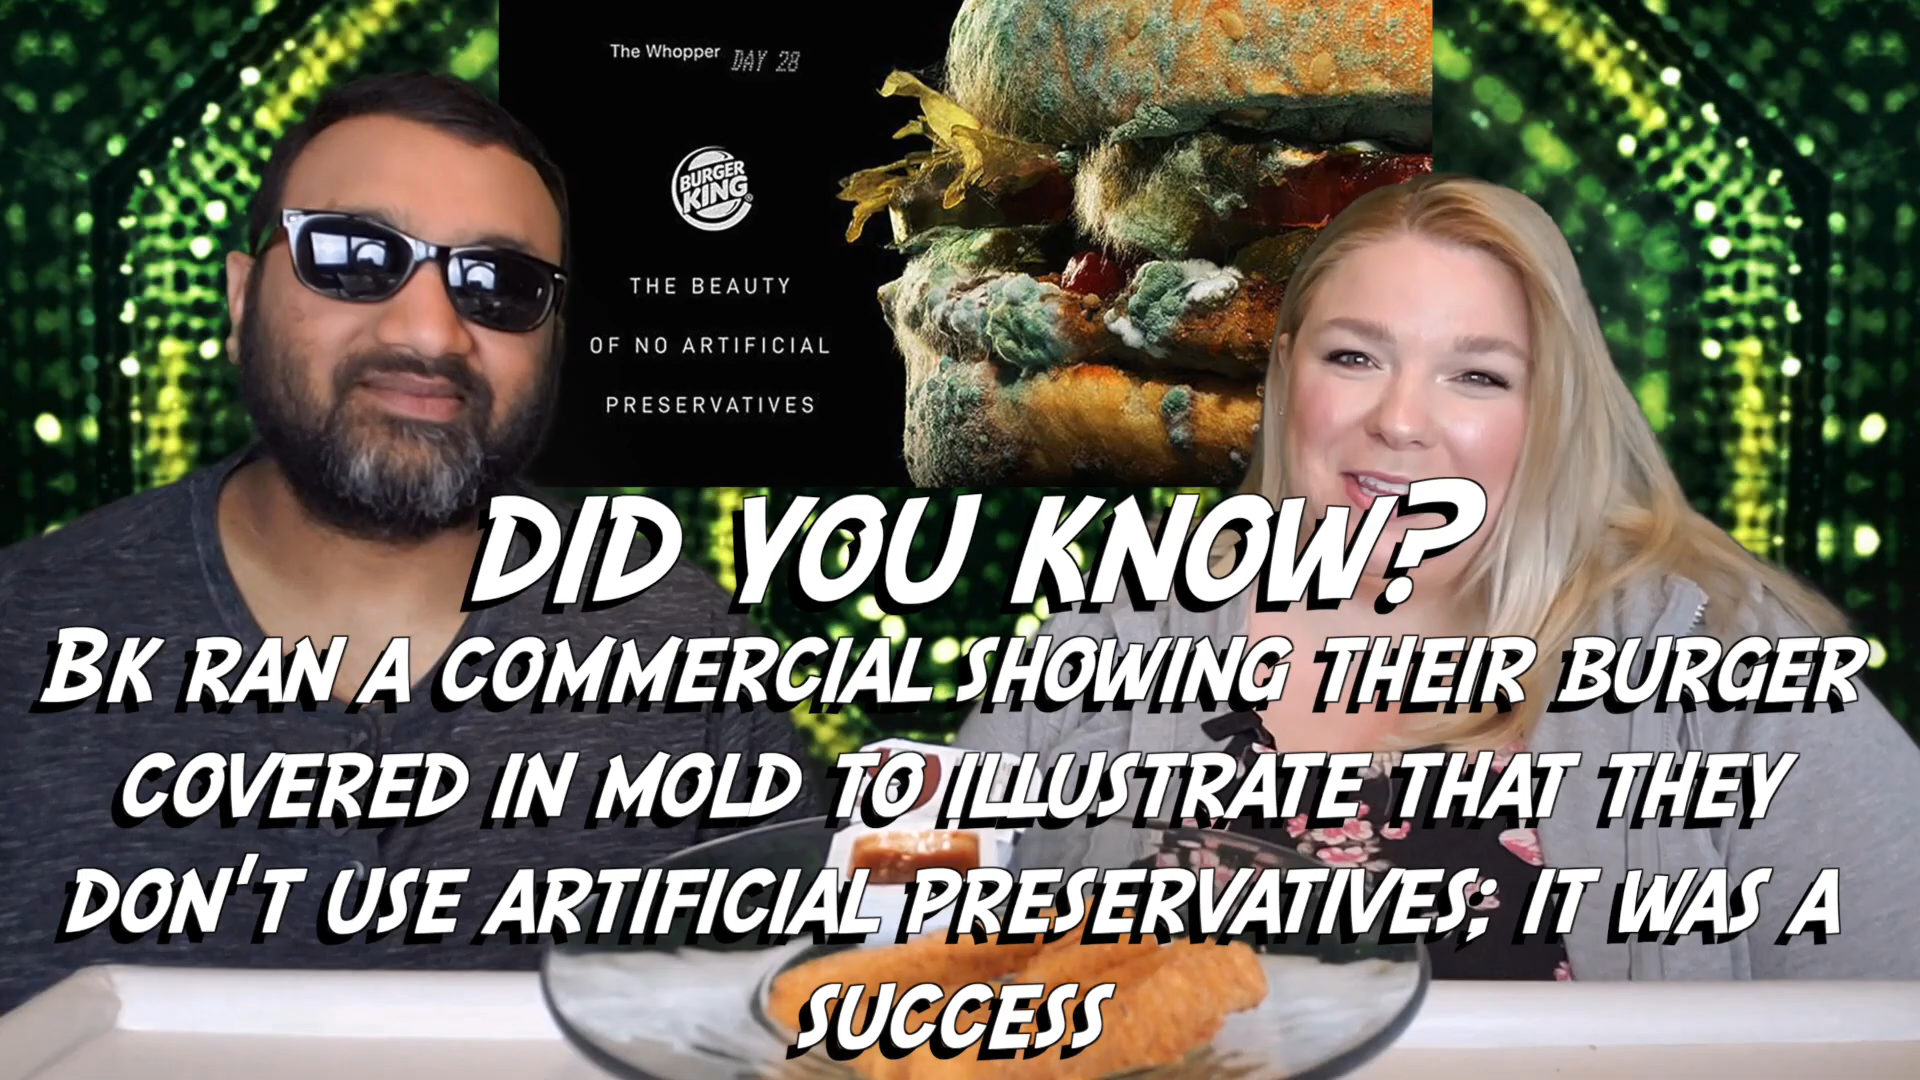 The Whopper DAY 28
BURGER
KING
THE BEAUTY
OF NO ARTIFICIAL
PRESERVATIVES
DID YOU KNOW?
BK RAN A COMMERCIAL SHOWING THEIR BURGER
COVERED IN MOLD TO ILLUSTRATE THAT THEY
DON'T USE ARTIFICIAL PRESERVATIVES; IT WAS A
SUCCESS